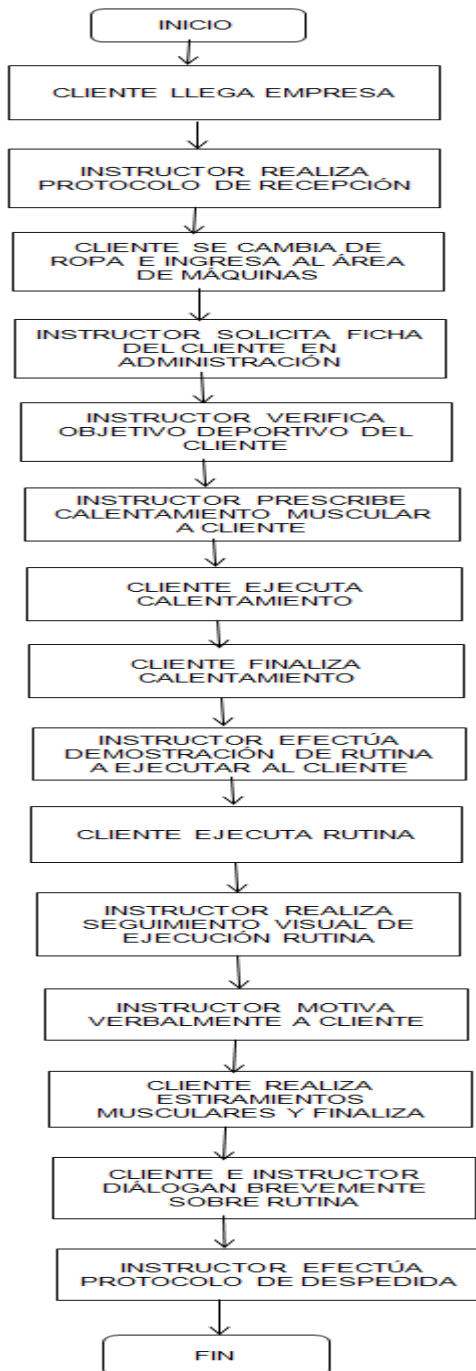 INICIO
CLIENTE LLEGA EMPRESA
INSTRUCTOR REALIZA
PROTOCOLO DE RECEPCIÓN
CLIENTE SE CAMBIA DE
ROPA E INGRESA AL ÁREA
DE MÁQUINAS
INSTRUCTOR SOLICITA FICHA
DEL CLIENTE EN
ADMINISTRACIÓN
INSTRUCTOR VERIFICA
OBJETIVO DEPORTIVO DEL
CLIENTE
INSTRUCTOR PRESCRIBE
CALENTAMIENTO MUSCULAR
A CLIENTE
CLIENTE EJECUTA
CALENTAMIENTO
CLIENTE FINALIZA
CALENTAMIENTO
INSTRUCTOR EFECTÚA
DEMOSTRACIÓN DE RUTINA
A EJECUTAR AL CLIENTE
CLIENTE EJECUTA RUTINA
INSTRUCTOR REALIZA
SEGUIMIENTO VISUAL DE
EJECUCIÓN RUTINA
INSTRUCTOR MOTIVA
VERBALMENTE A CLIENTE
CLIENTE REALIZA
ESTIRAMIENTOS
MUSCULARES Y FINALIZA
CLIENTE E INSTRUCTOR
DIÁLOGAN BREVEMENTE
SOBRE RUTINA
INSTRUCTOR EFECTÚA
PROTOCOLO DE DESPEDIDA
FIN